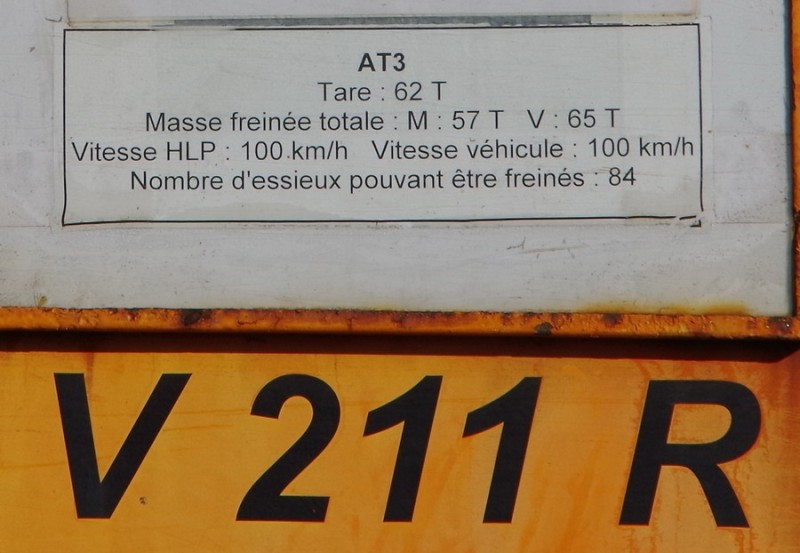 AT3
Tare : 62 T
Masse freinée totale : M : 57 T V : 65 T
Vitesse HLP : 100 km/h Vitesse véhicule : 100 km/h
Nombre d'essieux pouvant être freinés : 84
V 211 R